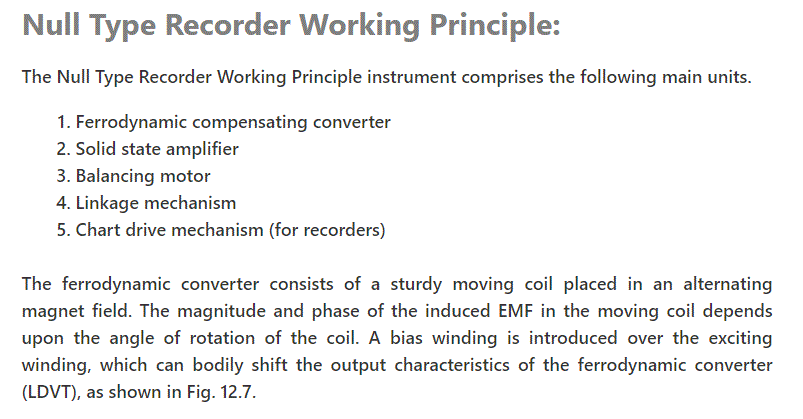 Null Type Recorder Working Principle:
The Null Type Recorder Working Principle instrument comprises the following main units.
1. Ferrodynamic compensating converter
2. Solid state amplifier
3. Balancing motor
4. Linkage mechanism
5. Chart drive mechanism (for recorders)
The ferrodynamic converter consists of a sturdy moving coil placed in an alternating
magnet field. The magnitude and phase of the induced EMF in the moving coil depends
upon the angle of rotation of the coil. A bias winding is introduced over the exciting
winding, which can bodily shift the output characteristics of the ferrodynamic converter
(LDVT), as shown in Fig. 12.7.